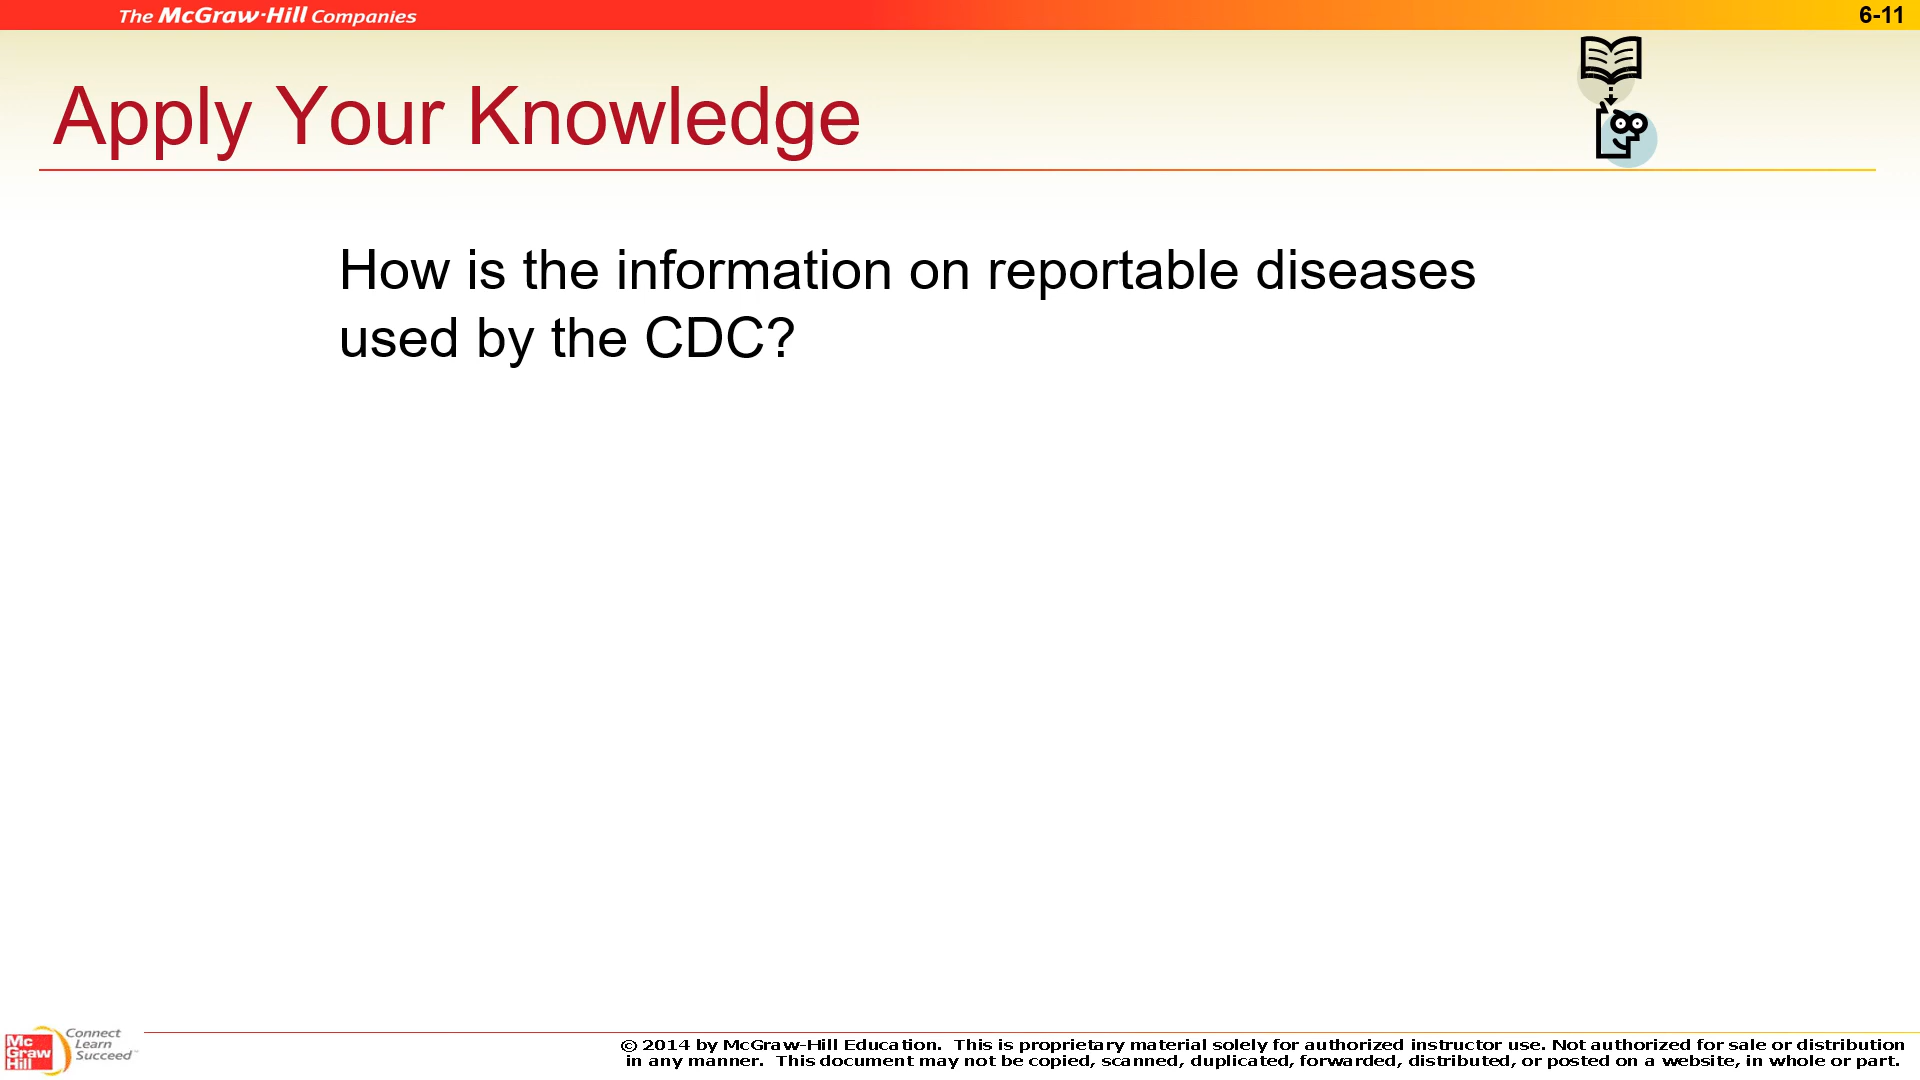 The McGraw-Hill Companies
6-11
Apply Your Knowledge
How is the information on reportable diseases
used by the CDC?
Mc
Graw
Hill
Connect
Learn
Succeed™
© 2014 by McGraw-Hill Education. This is proprietary material solely for authorized instructor use. Not authorized for sale or distribution
in any manner. This document may not be copied, scanned, duplicated, forwarded, distributed, or posted on a website, in whole or part.